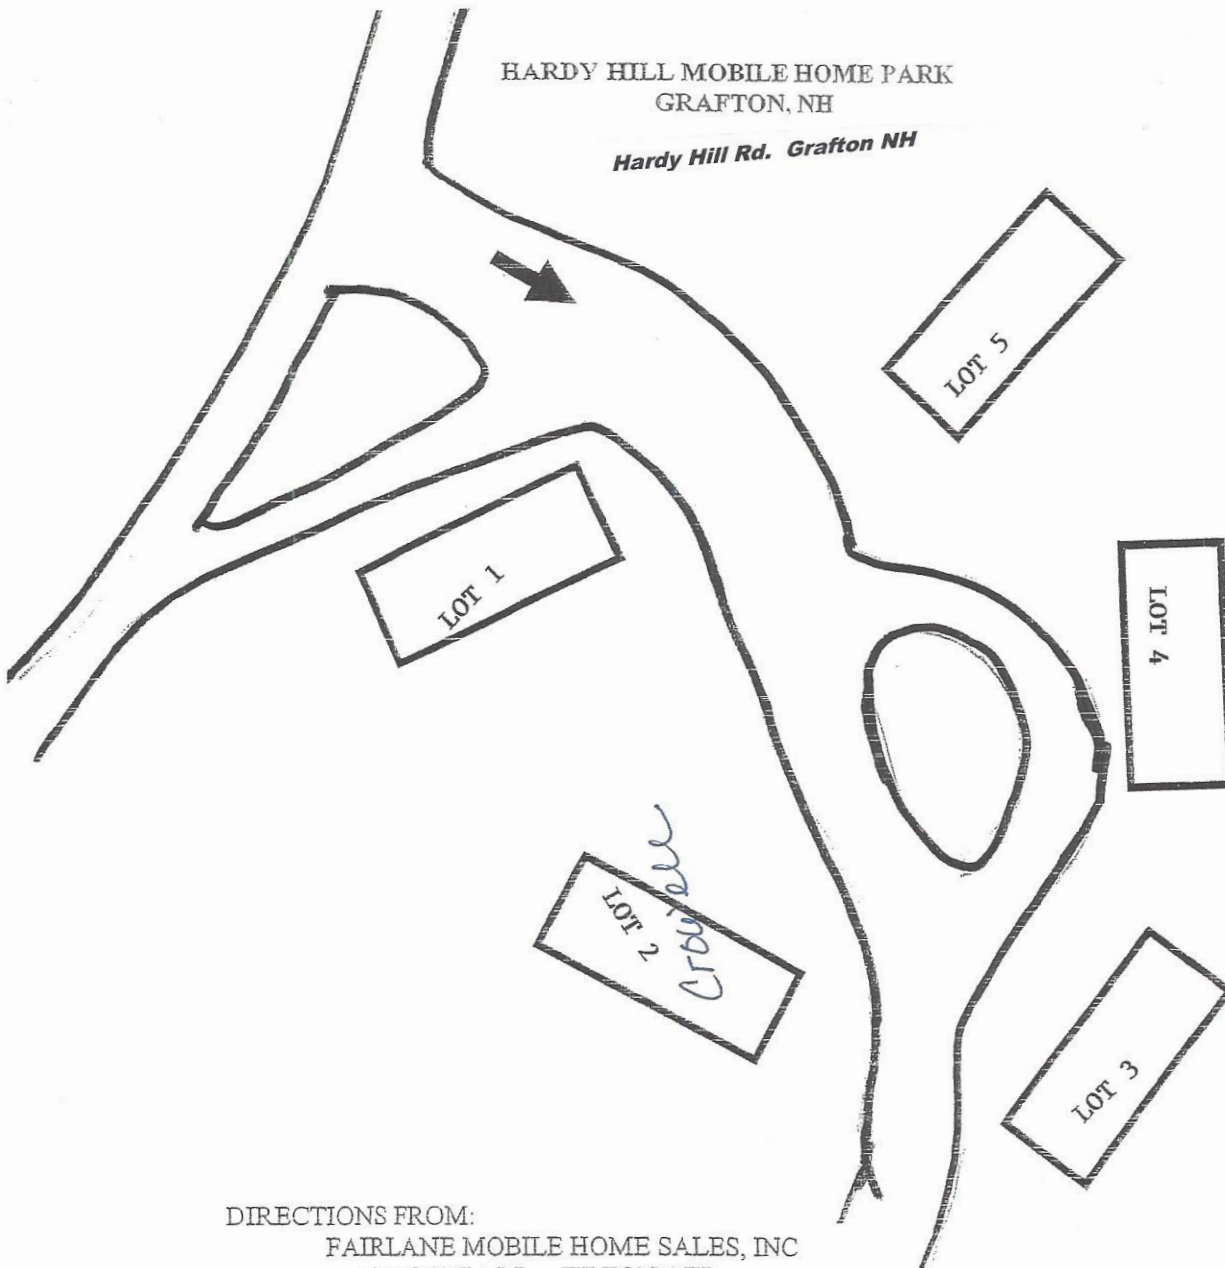 HARDY HILL MOBILE HOME PARK
GRAFTON, NH
Hardy Hill Rd. Grafton NH
LOT 5
LOT 1
LOT 4
LOT 2
LOT 3
DIRECTIONS FROM:
FAIRLANE MOBILE HOME SALES, INC